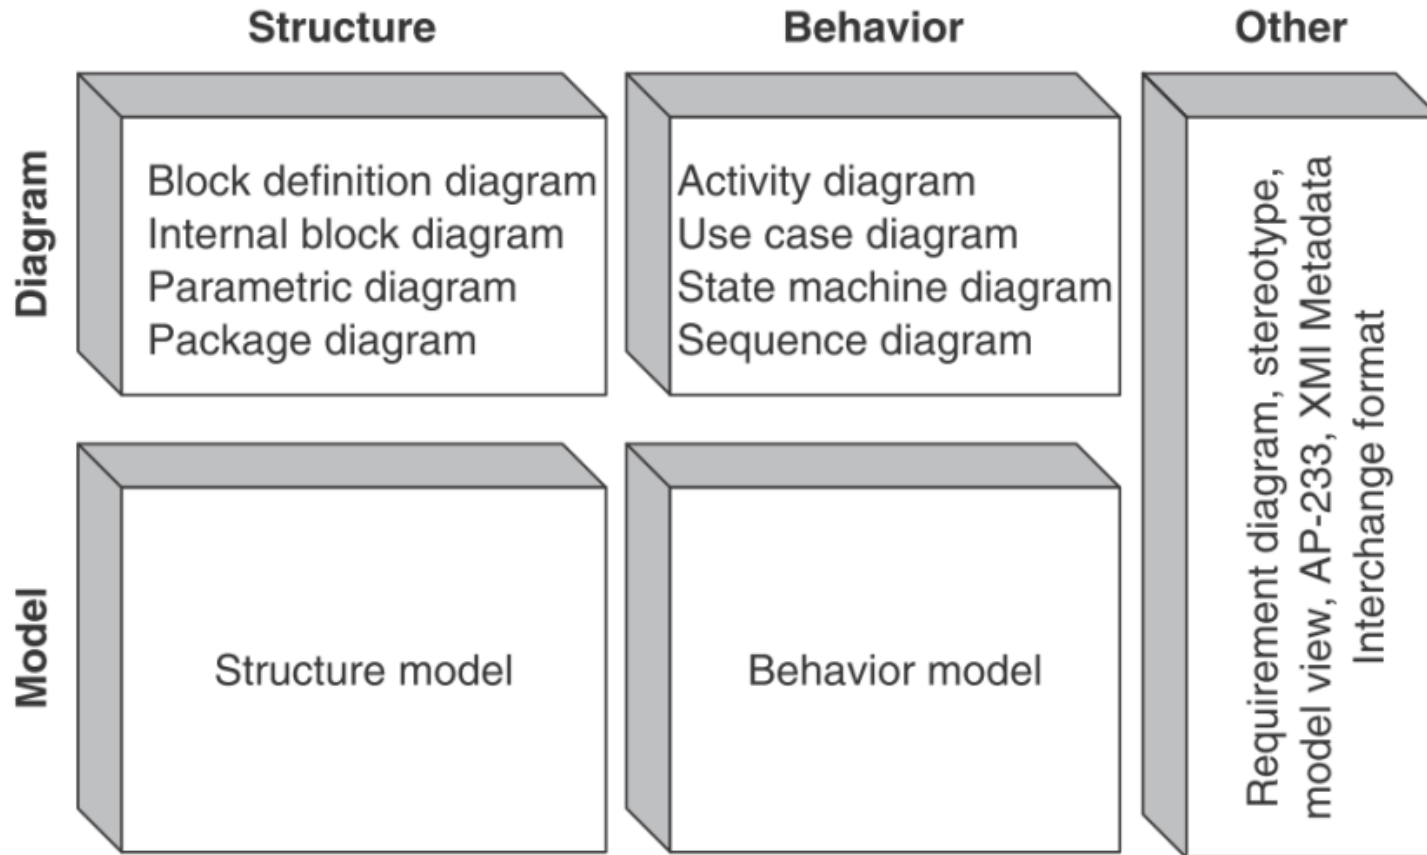 Structure
Behavior
Other
Diagram
Block definition diagram
Internal block diagram
Parametric diagram
Package diagram
Activity diagram
Use case diagram
State machine diagram
Sequence diagram
Requirement diagram, stereotype,
model view, AP-233, XMI Metadata
Interchange format
Model
Structure model
Behavior model